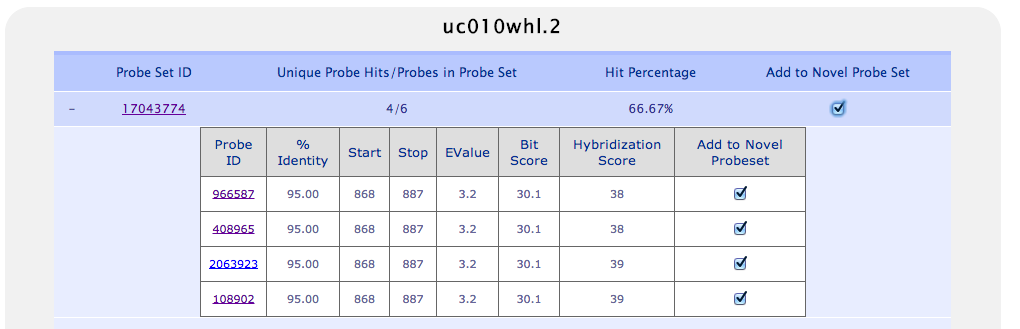 uc010whl.2
Probe Set ID Unique Probe Hits/Probes in Probe Set Hit Percentage Add to Novel Probe Set
– 17043774 4/6 66.67%
Probe ID % Identity Start Stop EValue Bit Score Hybridization Score Add to Novel Probeset
966587 95.00 868 887 3.2 30.1 38
408965 95.00 868 887 3.2 30.1 38
2063923 95.00 868 887 3.2 30.1 39
108902 95.00 868 887 3.2 30.1 39